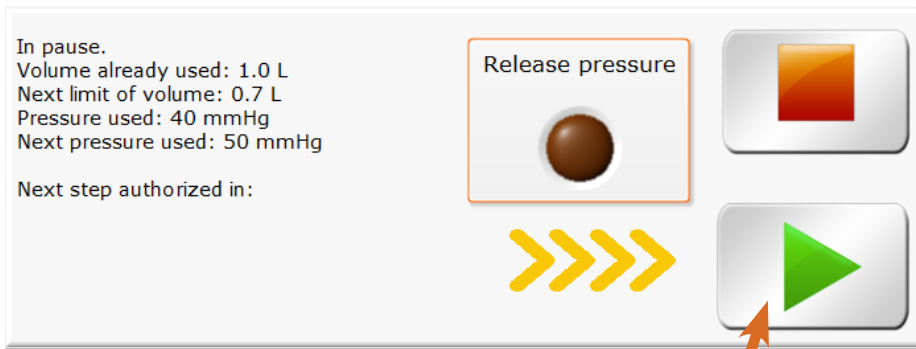 In pause.
Volume already used: 1.0 L
Next limit of volume: 0.7 L
Pressure used: 40 mmHg
Next pressure used: 50 mmHg
Next step authorized in:
Release pressure